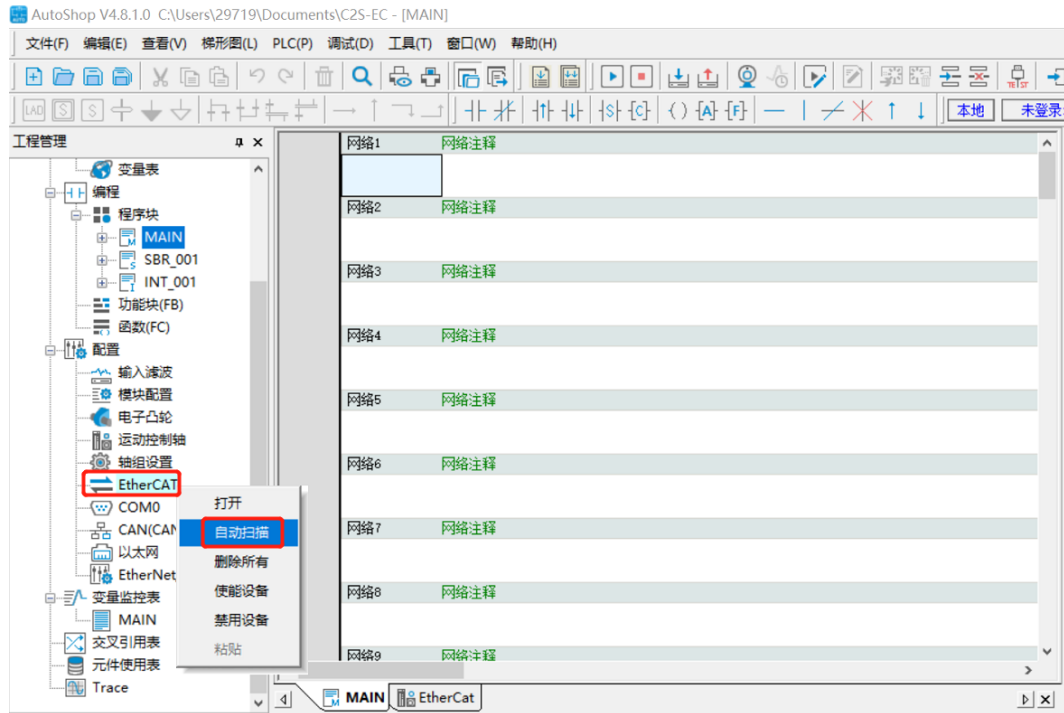 AutoShop V4.8.1.0 C:\Users\29719\Documents\C2S-EC - [MAIN]
文件(F) 编辑(E) 查看(V) 梯形图(L) PLC(P) 调试(D) 工具(T) 窗口(W) 帮助(H)
LAD S S S C A F 本地 未登录
工程管理
变量表
编程
程序块
MAIN
SBR_001
INT_001
功能块(FB)
函数(FC)
配置
输入滤波
模块配置
电子凸轮
运动控制轴
轴组设置
EtherCAT
COM0
CAN(CAN
以太网
EtherNet
变量监控表
MAIN
交叉引用表
元件使用表
Trace
打开
自动扫描
删除所有
使能设备
禁用设备
粘贴
网络1 网络注释
网络2 网络注释
网络3 网络注释
网络4 网络注释
网络5 网络注释
网络6 网络注释
网络7 网络注释
网络8 网络注释
网络9 网络注释
MAIN EtherCat